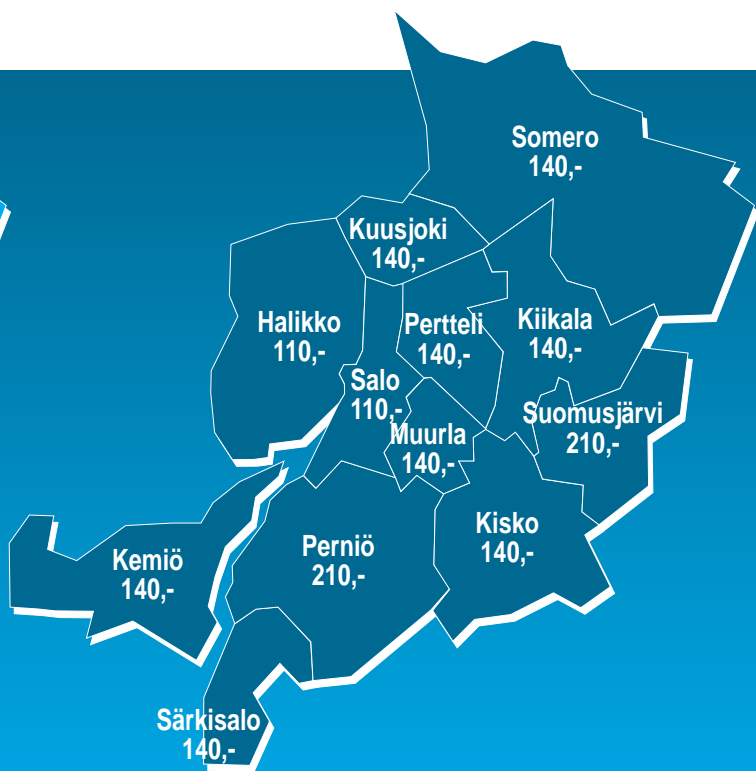 Somero
140,-
Kuusjoki
140,-
Halikko
110,-
Pertteli
140,-
Kiikala
140,-
Salo
110,-
Suomusjärvi
210,-
Muurla
140,-
Kisko
140,-
Perniö
210,-
Kemiö
140,-
Särkisalo
140,-